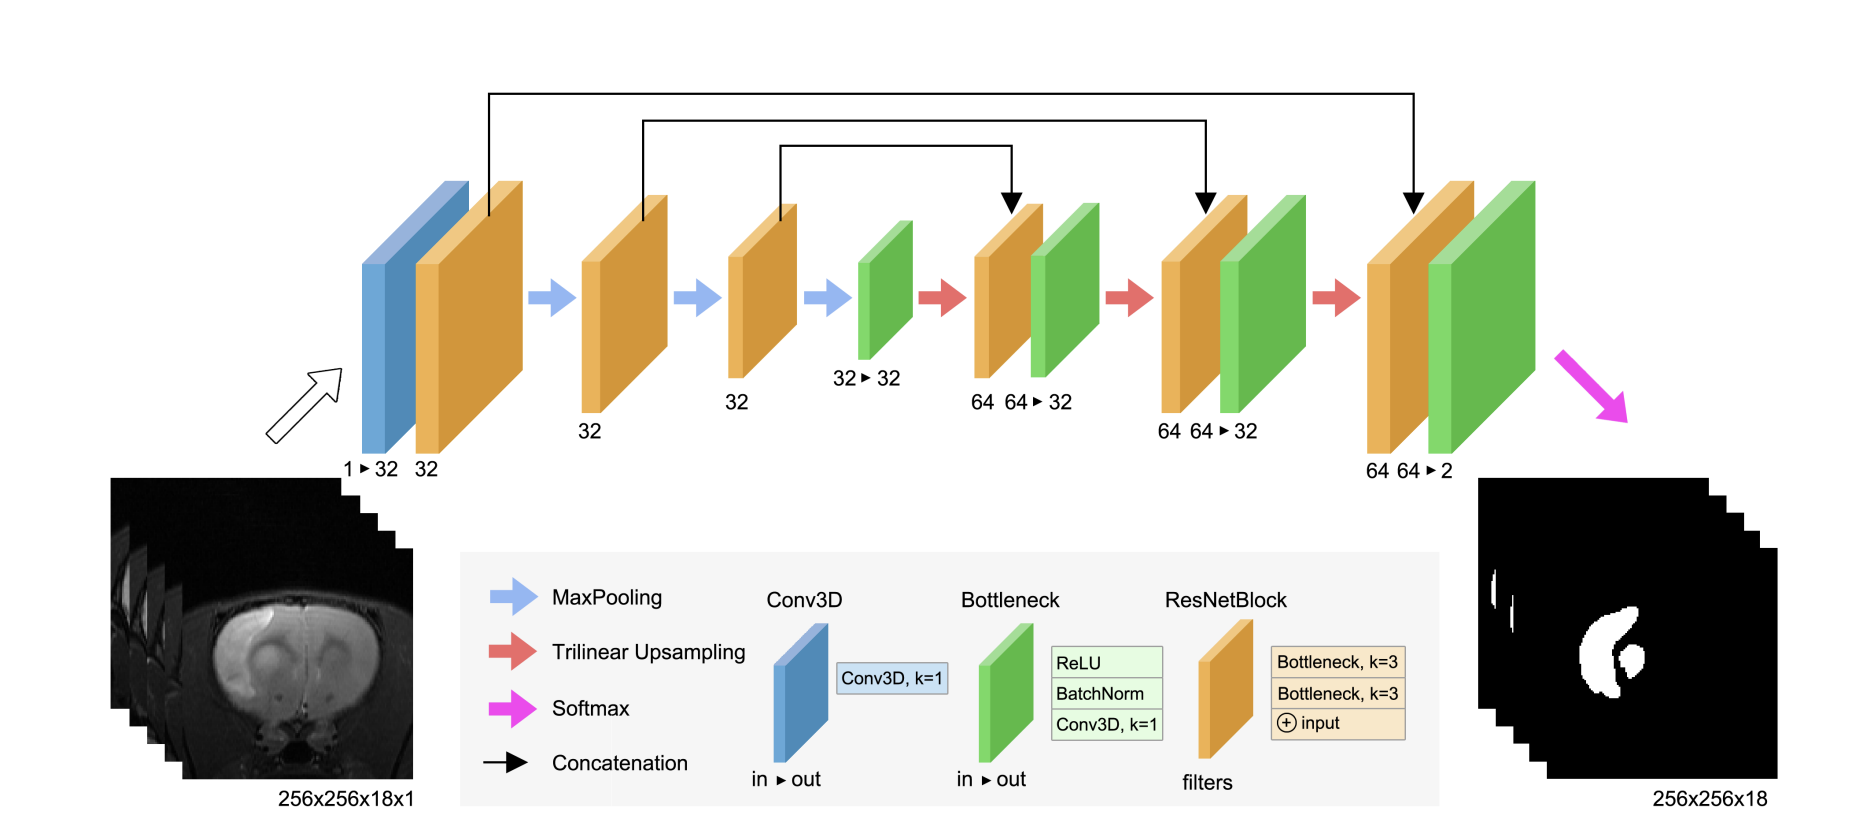 32 ▸ 32
32
64 64 ▸ 32
32
64 64 ▸ 32
1 ▸ 32 32
64 64 ▸ 2
256x256x18x1
256x256x18
MaxPooling
Trilinear Upsampling
Softmax
Concatenation
Conv3D
Conv3D, k=1
in ▸ out
Bottleneck
ReLU
BatchNorm
Conv3D, k=1
in ▸ out
ResNetBlock
Bottleneck, k=3
Bottleneck, k=3
⊕ input
filters